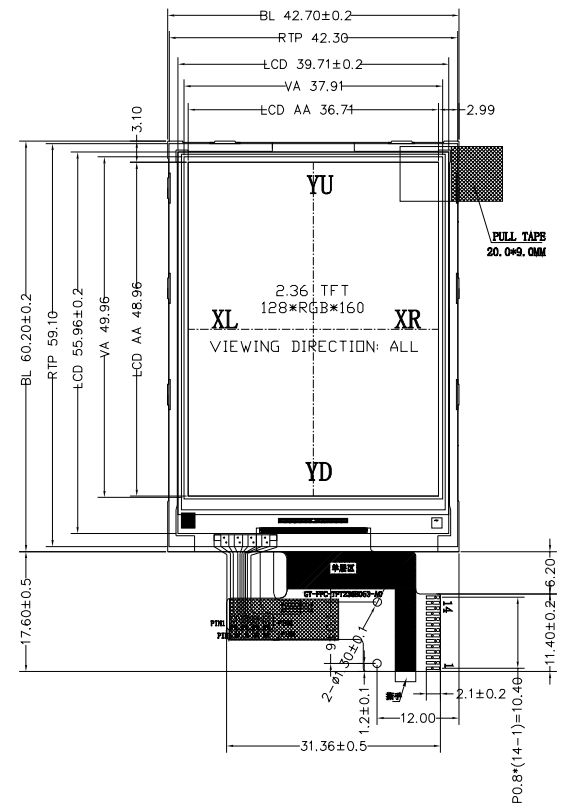 BL 42.70±0.2
RTP 42.30
LCD 39.71±0.2
VA 37.91
LCD AA 36.71
2.99
3.10
YU
PULL TAPE
20.0*9.0MM
2.36 TFT
128*RGB*160
XL
XR
VIEWING DIRECTION: ALL
YD
BL 60.20±0.2
RTP 59.10
LCD 55.96±0.2
VA 49.96
LCD AA 48.96
17.60±0.5
单层区
PIN1
14
1
6.20
11.40±0.2
2-ø1.30±0.1
1.2±0.1
2.1±0.2
12.00
31.36±0.5
P0.8*(14-1)=10.40